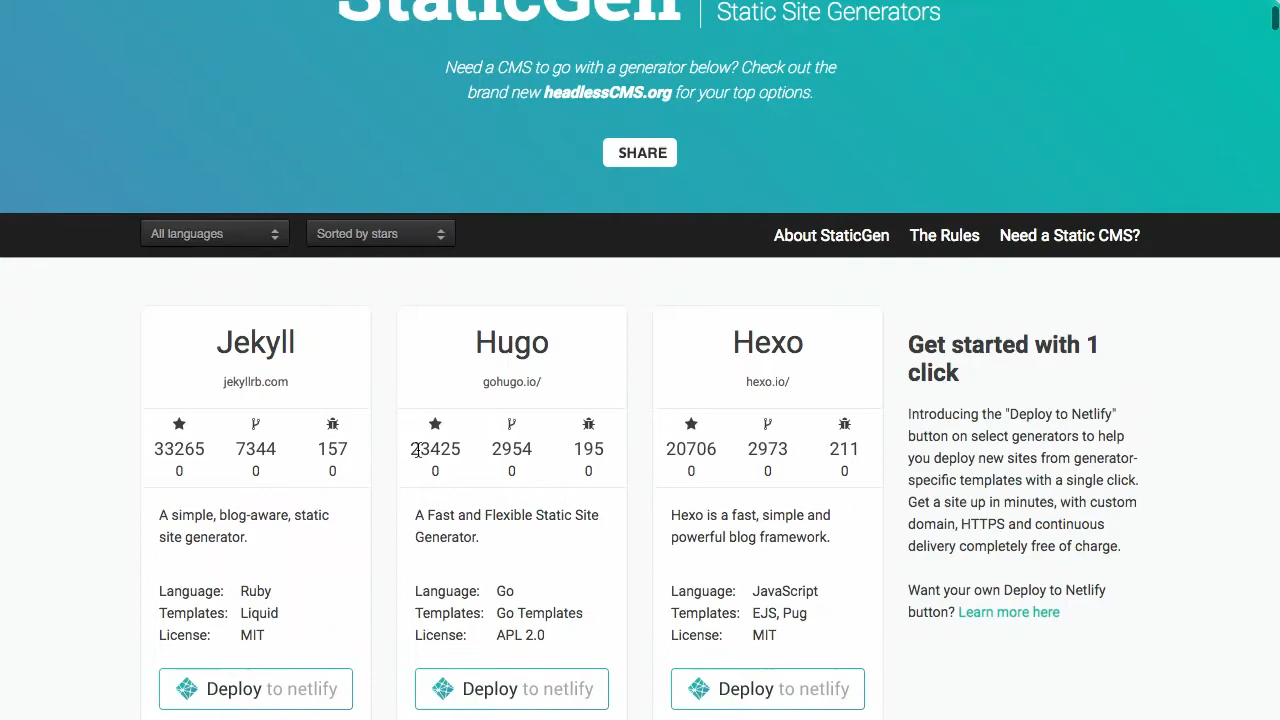 StaticGen | Static Site Generators
Need a CMS to go with a generator below? Check out the
brand new headlessCMS.org for your top options.
SHARE
All languages
Sorted by stars
About StaticGen
The Rules
Need a Static CMS?
Jekyll
jekyllrb.com
33265 7344 157
0 0 0
A simple, blog-aware, static
site generator.
Language: Ruby
Templates: Liquid
License: MIT
Deploy to netlify
Hugo
gohugo.io/
23425 2954 195
0 0 0
A Fast and Flexible Static Site
Generator.
Language: Go
Templates: Go Templates
License: APL 2.0
Deploy to netlify
Hexo
hexo.io/
20706 2973 211
0 0 0
Hexo is a fast, simple and
powerful blog framework.
Language: JavaScript
Templates: EJS, Pug
License: MIT
Deploy to netlify
Get started with 1
click
Introducing the "Deploy to Netlify"
button on select generators to help
you deploy new sites from generator-
specific templates with a single click.
Get a site up in minutes, with custom
domain, HTTPS and continuous
delivery completely free of charge.
Want your own Deploy to Netlify
button? Learn more here